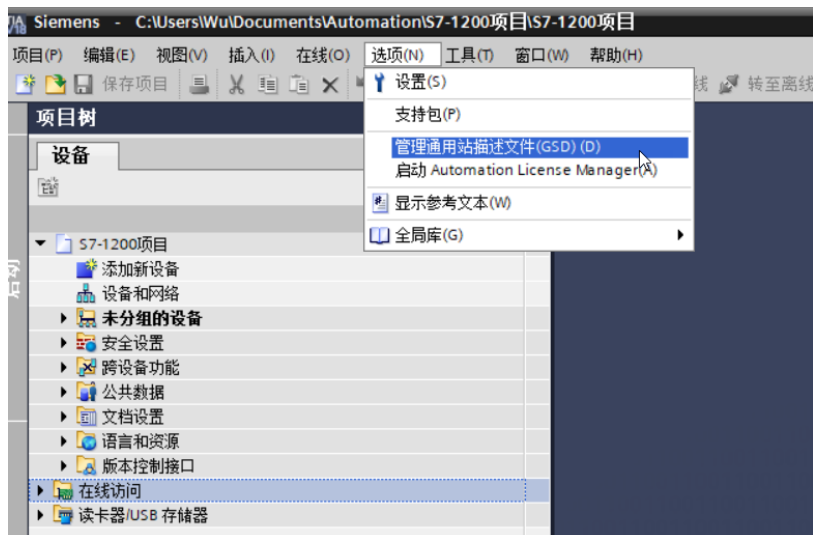 Siemens - C:\Users\Wu\Documents\Automation\S7-1200项目\S7-1200项目
项目(P) 编辑(E) 视图(V) 插入(I) 在线(O) 选项(N) 工具(T) 窗口(W) 帮助(H)
保存项目
设置(S)
线 转至离线
支持包(P)
管理通用站描述文件(GSD) (D)
启动 Automation License Manager(A)
显示参考文本(W)
全局库(G)
项目树
设备
S7-1200项目
添加新设备
设备和网络
未分组的设备
安全设置
跨设备功能
公共数据
文档设置
语言和资源
版本控制接口
在线访问
读卡器/USB 存储器
启动